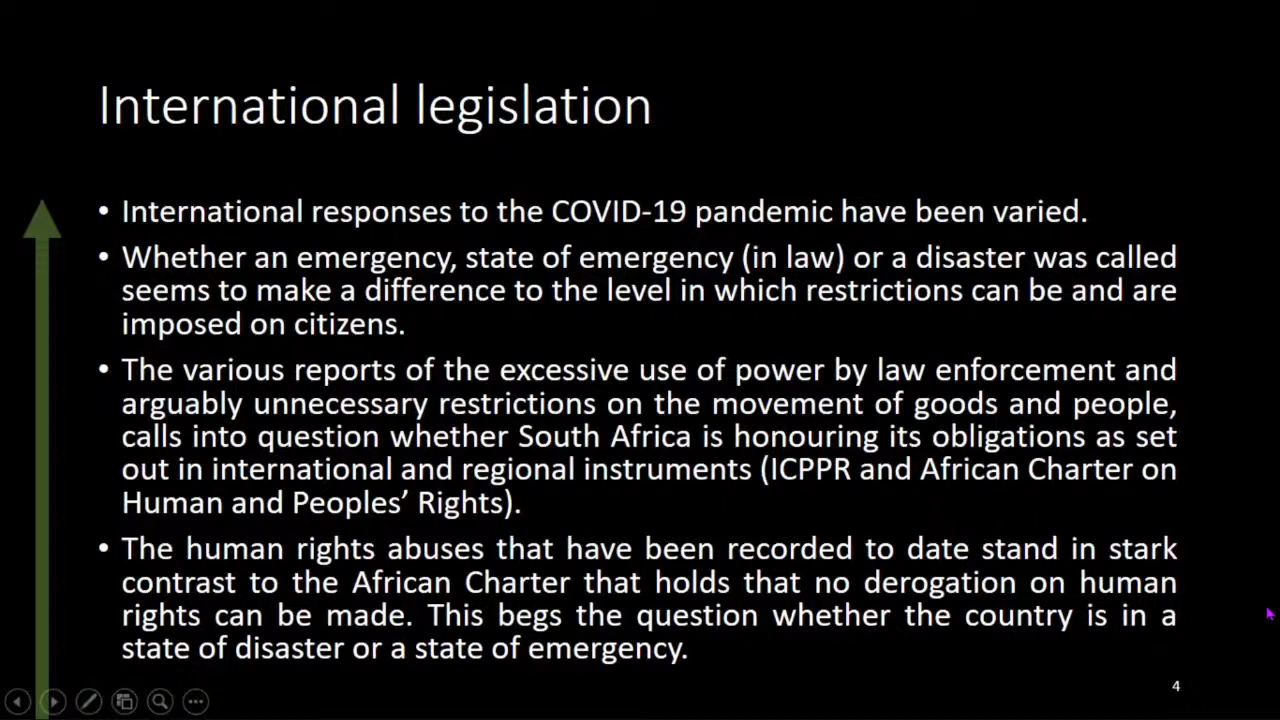 International legislation
• International responses to the COVID-19 pandemic have been varied.
• Whether an emergency, state of emergency (in law) or a disaster was called
seems to make a difference to the level in which restrictions can be and are
imposed on citizens.
• The various reports of the excessive use of power by law enforcement and
arguably unnecessary restrictions on the movement of goods and people,
calls into question whether South Africa is honouring its obligations as set
out in international and regional instruments (ICPPR and African Charter on
Human and Peoples’ Rights).
• The human rights abuses that have been recorded to date stand in stark
contrast to the African Charter that holds that no derogation on human
rights can be made. This begs the question whether the country is in a
state of disaster or a state of emergency.
4